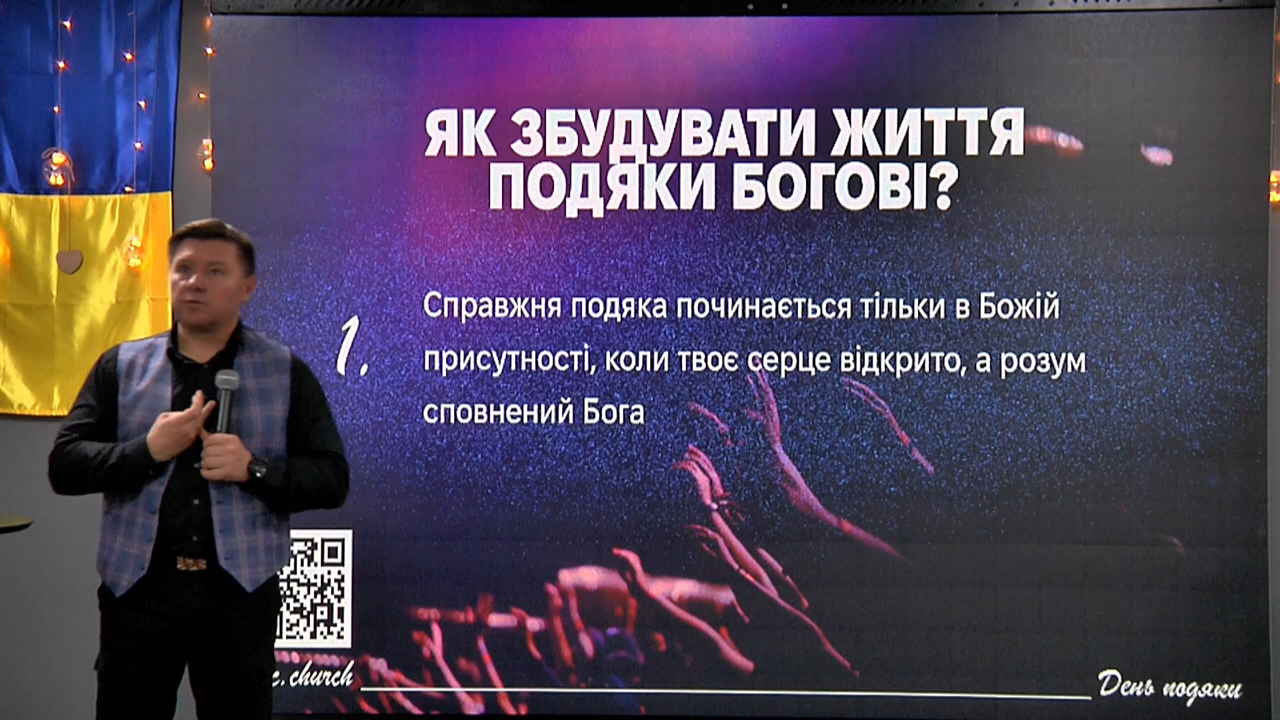 ЯК ЗБУДУВАТИ ЖИТТЯ
ПОДЯКИ БОГОВІ?
1.
Справжня подяка починається тільки в Божій
присутності, коли твоє серце відкрито, а розум
сповнений Бога
c.church
День подяки